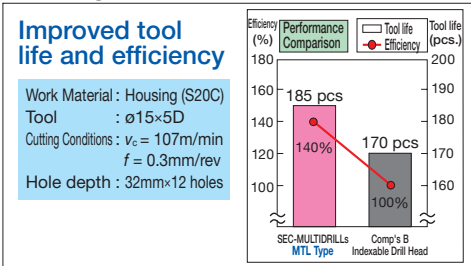 Improved tool
life and efficiency
Work Material : Housing (S20C)
Tool : ø15×5D
Cutting Conditions : vc = 107m/min
f = 0.3mm/rev
Hole depth : 32mm×12 holes
Efficiency
(%)
Performance
Comparison
Tool life
Efficiency
Tool life
(pcs.)
180
160
140
120
100
200
190
180
170
160
185 pcs
140%
170 pcs
100%
SEC-MULTIDRILLs
MTL Type
Comp's B
Indexable Drill Head